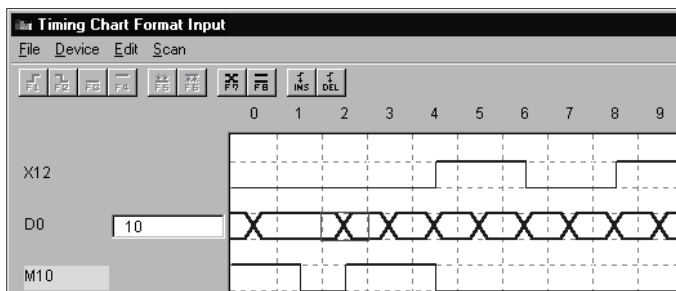 Timing Chart Format Input
File Device Edit Scan
F1 F2 F3 F4 F5 F6 F7 F8 INS DEL
0 1 2 3 4 5 6 7 8 9
X12
D0 10
M10